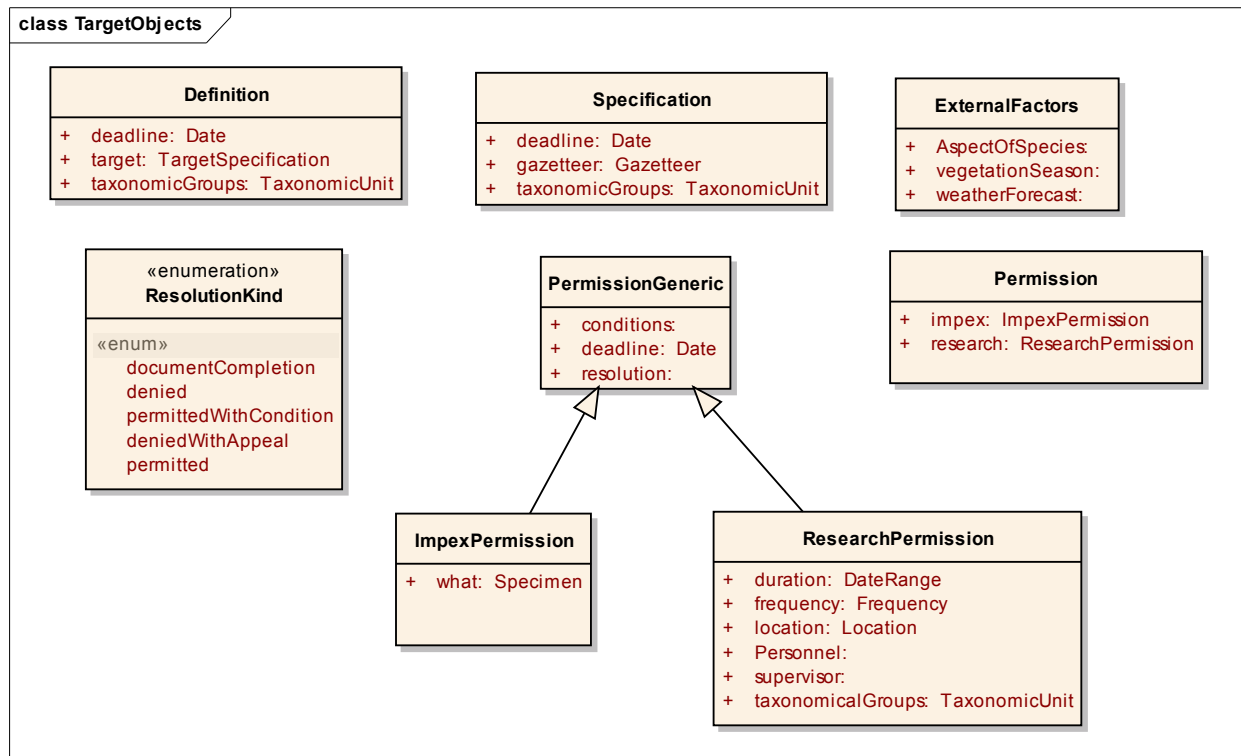 class TargetObjects
Definition
+ deadline: Date
+ target: TargetSpecification
+ taxonomicGroups: TaxonomicUnit
Specification
+ deadline: Date
+ gazetteer: Gazetteer
+ taxonomicGroups: TaxonomicUnit
ExternalFactors
+ AspectOfSpecies:
+ vegetationSeason:
+ weatherForecast:
«enumeration»
ResolutionKind
«enum»
documentCompletion
denied
permittedWithCondition
deniedWithAppeal
permitted
PermissionGeneric
+ conditions:
+ deadline: Date
+ resolution:
Permission
+ impex: ImpexPermission
+ research: ResearchPermission
ImpexPermission
+ what: Specimen
ResearchPermission
+ duration: DateRange
+ frequency: Frequency
+ location: Location
+ Personnel:
+ supervisor:
+ taxonomicalGroups: TaxonomicUnit